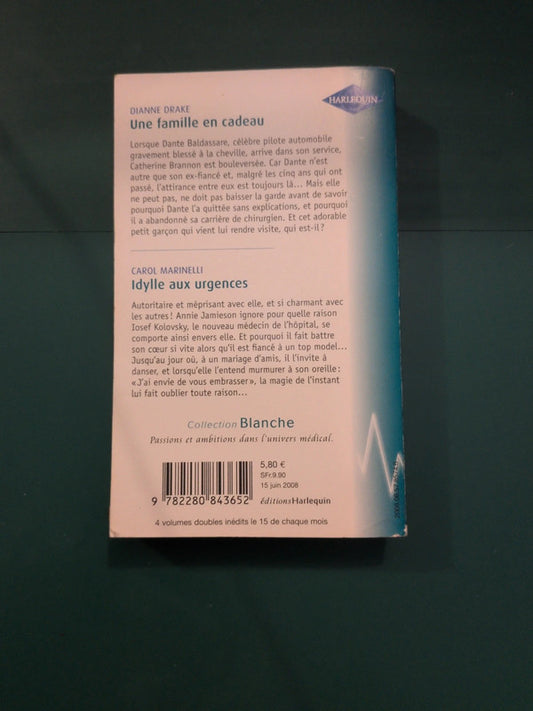 HARLEQUIN
DIANNE DRAKE
Une famille en cadeau
Lorsque Dante Baldassare, célèbre pilote automobile
gravement blessé à la cheville, arrive dans son service,
Catherine Brannon est bouleversée. Car Dante n'est
autre que son ex-fiancé et, malgré les cinq ans qui ont
passé, l'attirance entre eux est toujours là... Mais elle
ne peut pas, ne doit pas baisser la garde avant de savoir
pourquoi Dante l'a quittée sans explications, et pourquoi
il a abandonné sa carrière de chirurgien. Et cet adorable
petit garçon qui vient lui rendre visite, qui est-il ?
CAROL MARINELLI
Idylle aux urgences
Autoritaire et méprisant avec elle, et si charmant avec
les autres ! Annie Jamieson ignore pour quelle raison
Iosef Kolovsky, le nouveau médecin de l'hôpital, se
comporte ainsi envers elle. Et pourquoi il fait battre
son cœur si vite alors qu'il est fiancé à un top model...
Jusqu'au jour où, à un mariage d'amis, il l'invite à
danser, et lorsqu'elle l'entend murmurer à son oreille :
« J'ai envie de vous embrasser », la magie de l'instant
lui fait oublier toute raison...
Collection Blanche
Passions et ambitions dans l'univers médical.
5,80 €
SFr.9.90
15 juin 2008
9 782280 843652
éditionsHarlequin
4 volumes doubles inédits le 15 de chaque mois